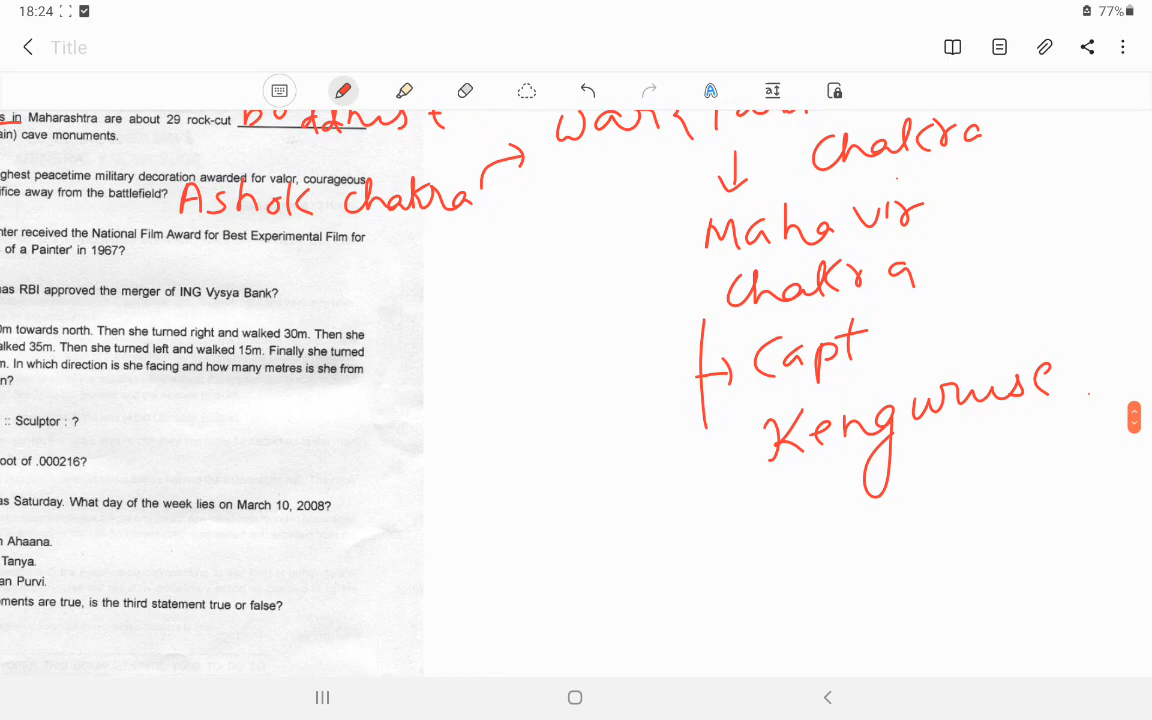 18:24
77%
Title
s in Maharashtra are about 29 rock-cut Buddhist
ain) cave monuments.
ghest peacetime military decoration awarded for valor, courageous
ifice away from the battlefield? Ashok Chakra
nter received the National Film Award for Best Experimental Film for
s of a Painter' in 1967?
as RBI approved the merger of ING Vysya Bank?
0m towards north. Then she turned right and walked 30m. Then she
alked 35m. Then she turned left and walked 15m. Finally she turned
m. In which direction is she facing and how many metres is she from
n?
:: Sculptor : ?
oot of .000216?
as Saturday. What day of the week lies on March 10, 2008?
n Ahaana.
Tanya.
an Purvi.
ments are true, is the third statement true or false?
Chakra
Maha vir
Chakra
Capt
Kenguruse